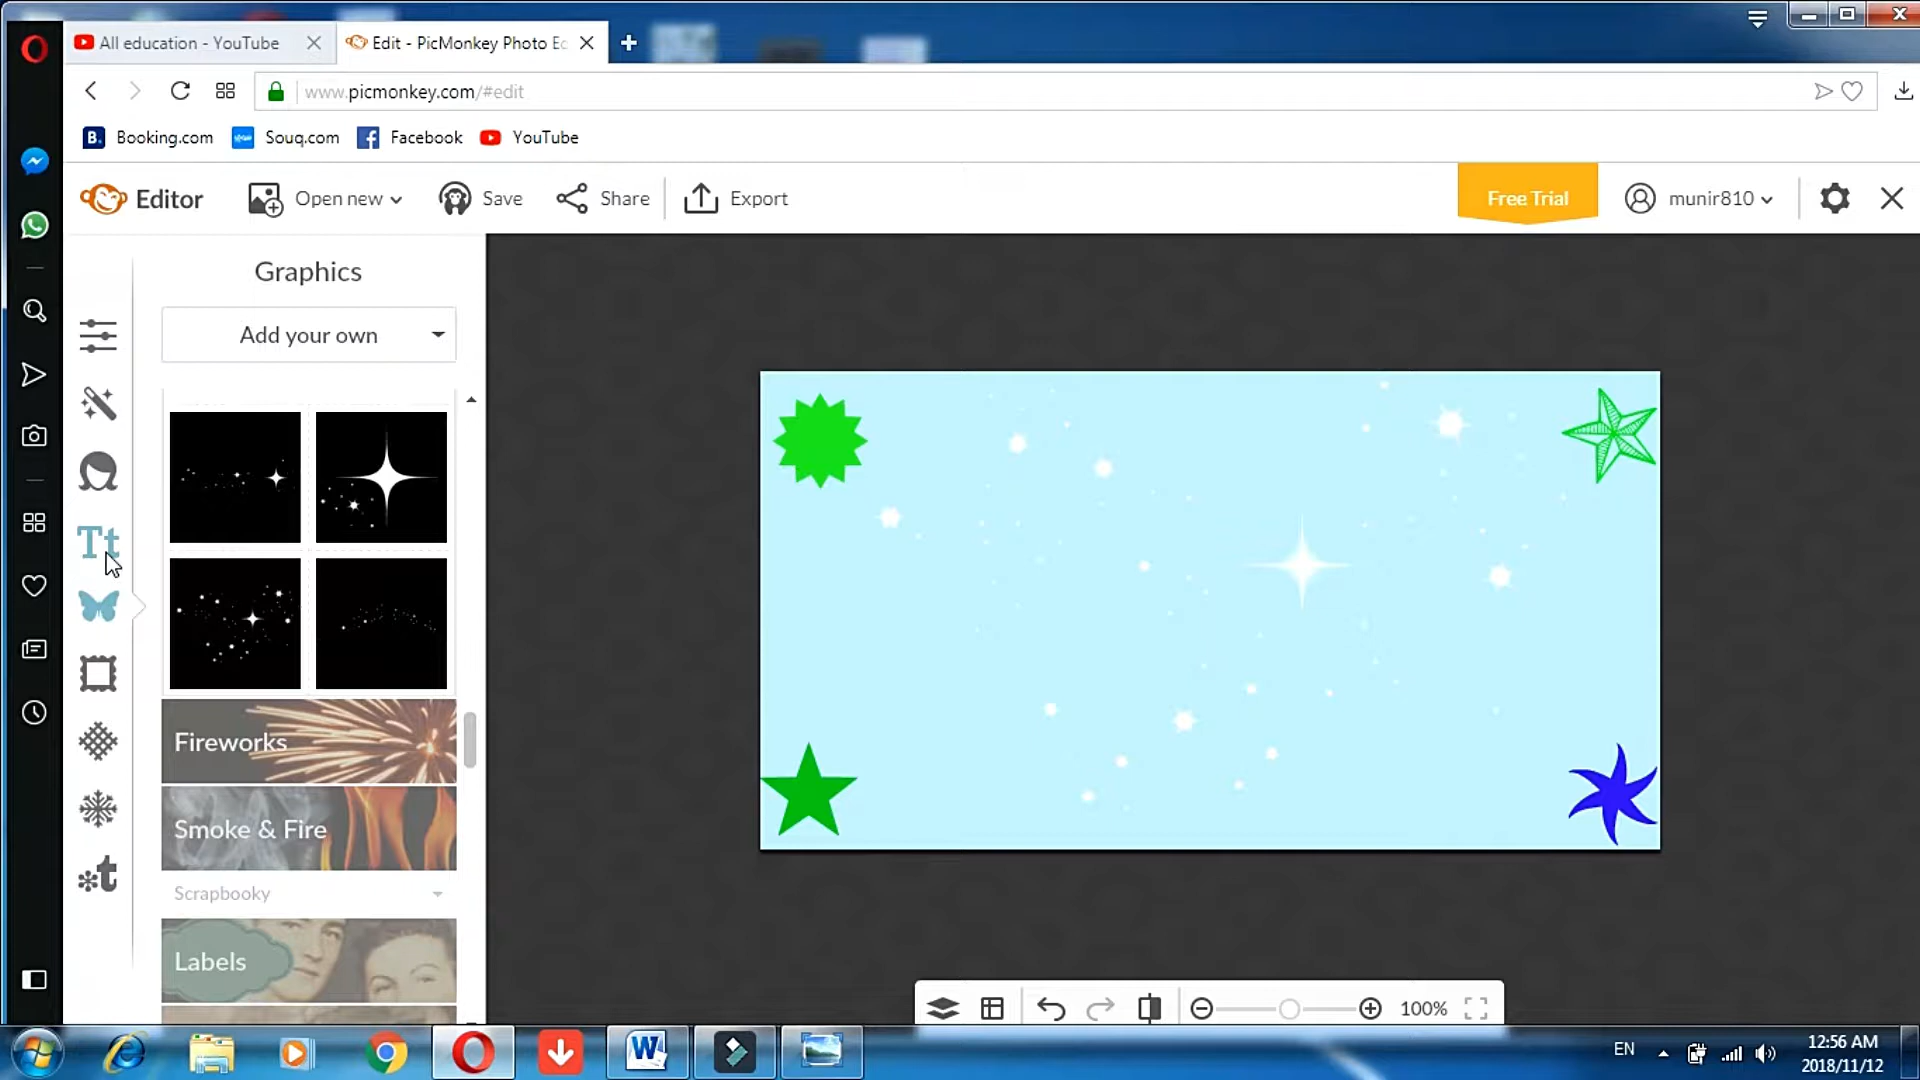 All education - YouTube
Edit - PicMonkey Photo Ec
www.picmonkey.com/#edit
B. Booking.com
Souq.com
Facebook
YouTube
Editor
Open new
Save
Share
Export
Free Trial
munir810
Graphics
Add your own
Tt
Fireworks
Smoke & Fire
Scrapbooky
Labels
t
100%
W
EN
12:56 AM
2018/11/12